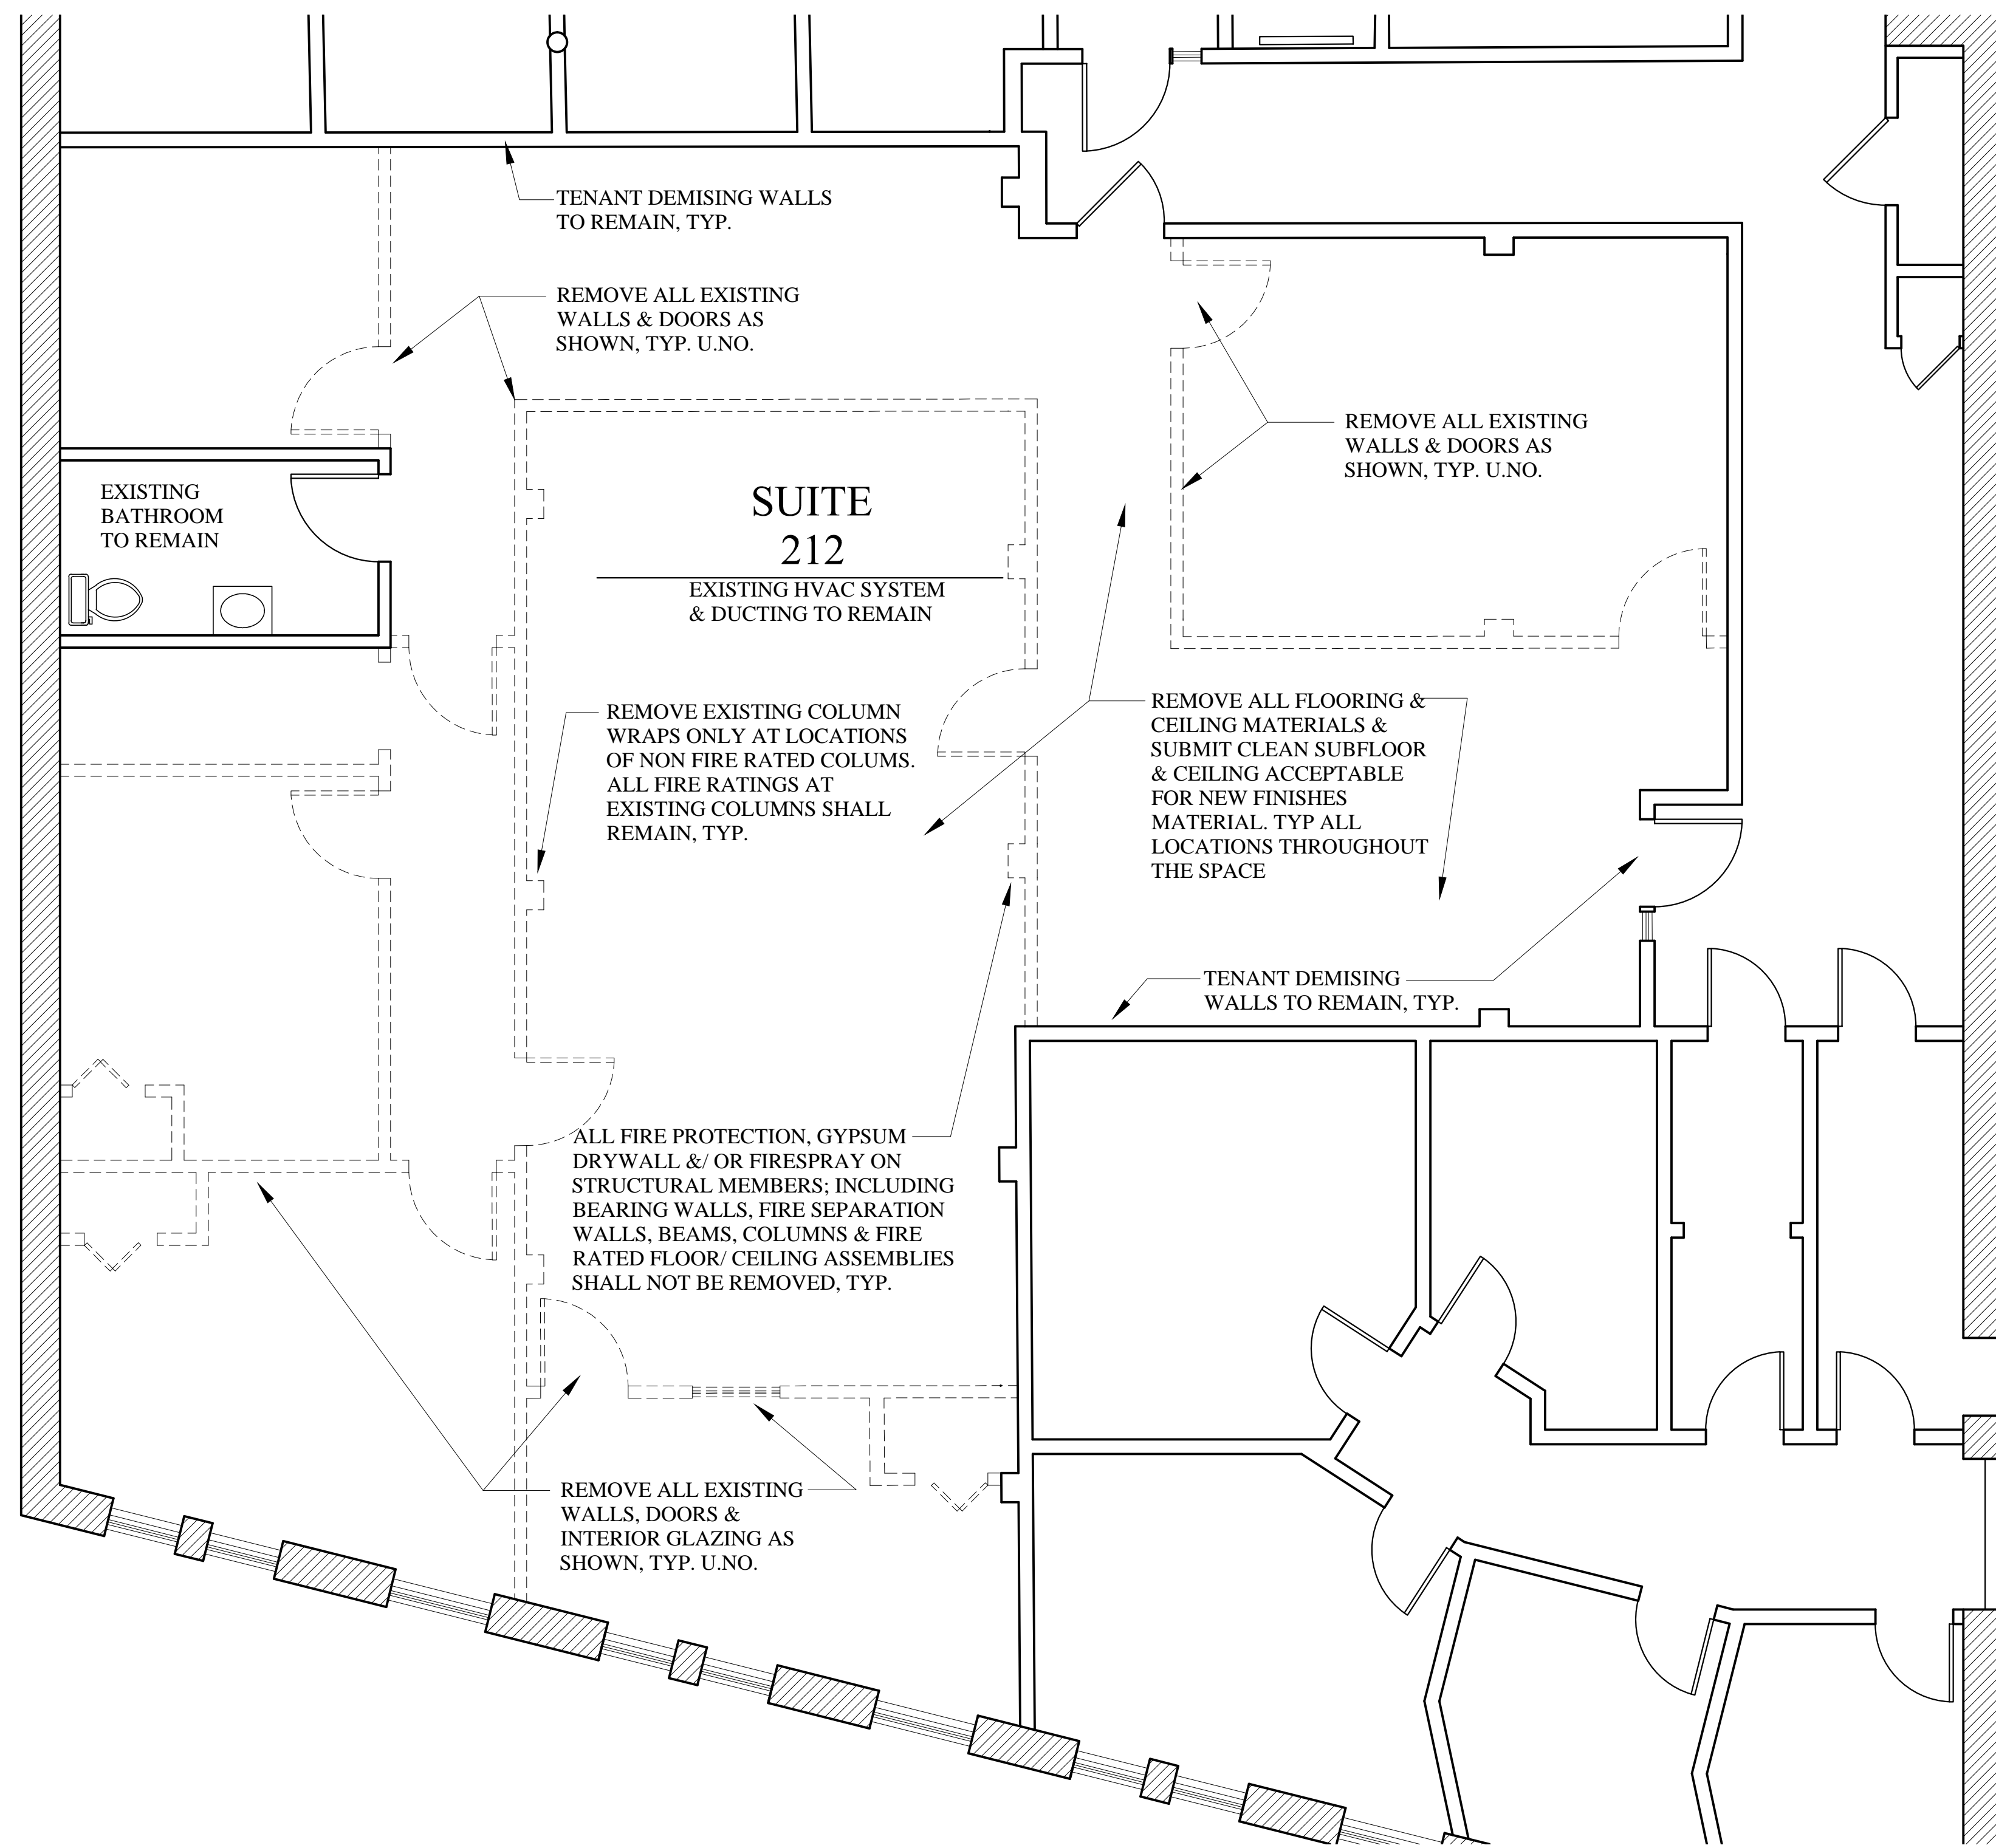 TENANT DEMISING WALLS
TO REMAIN, TYP.
REMOVE ALL EXISTING
WALLS & DOORS AS
SHOWN, TYP. U.NO.
REMOVE ALL EXISTING
WALLS & DOORS AS
SHOWN, TYP. U.NO.
EXISTING
BATHROOM
TO REMAIN
SUITE
212
EXISTING HVAC SYSTEM
& DUCTING TO REMAIN
REMOVE EXISTING COLUMN
WRAPS ONLY AT LOCATIONS
OF NON FIRE RATED COLUMS.
ALL FIRE RATINGS AT
EXISTING COLUMNS SHALL
REMAIN, TYP.
REMOVE ALL FLOORING &
CEILING MATERIALS &
SUBMIT CLEAN SUBFLOOR
& CEILING ACCEPTABLE
FOR NEW FINISHES
MATERIAL. TYP ALL
LOCATIONS THROUGHOUT
THE SPACE
TENANT DEMISING
WALLS TO REMAIN, TYP.
ALL FIRE PROTECTION, GYPSUM
DRYWALL &/ OR FIRESPRAY ON
STRUCTURAL MEMBERS; INCLUDING
BEARING WALLS, FIRE SEPARATION
WALLS, BEAMS, COLUMNS & FIRE
RATED FLOOR/ CEILING ASSEMBLIES
SHALL NOT BE REMOVED, TYP.
REMOVE ALL EXISTING
WALLS, DOORS &
INTERIOR GLAZING AS
SHOWN, TYP. U.NO.